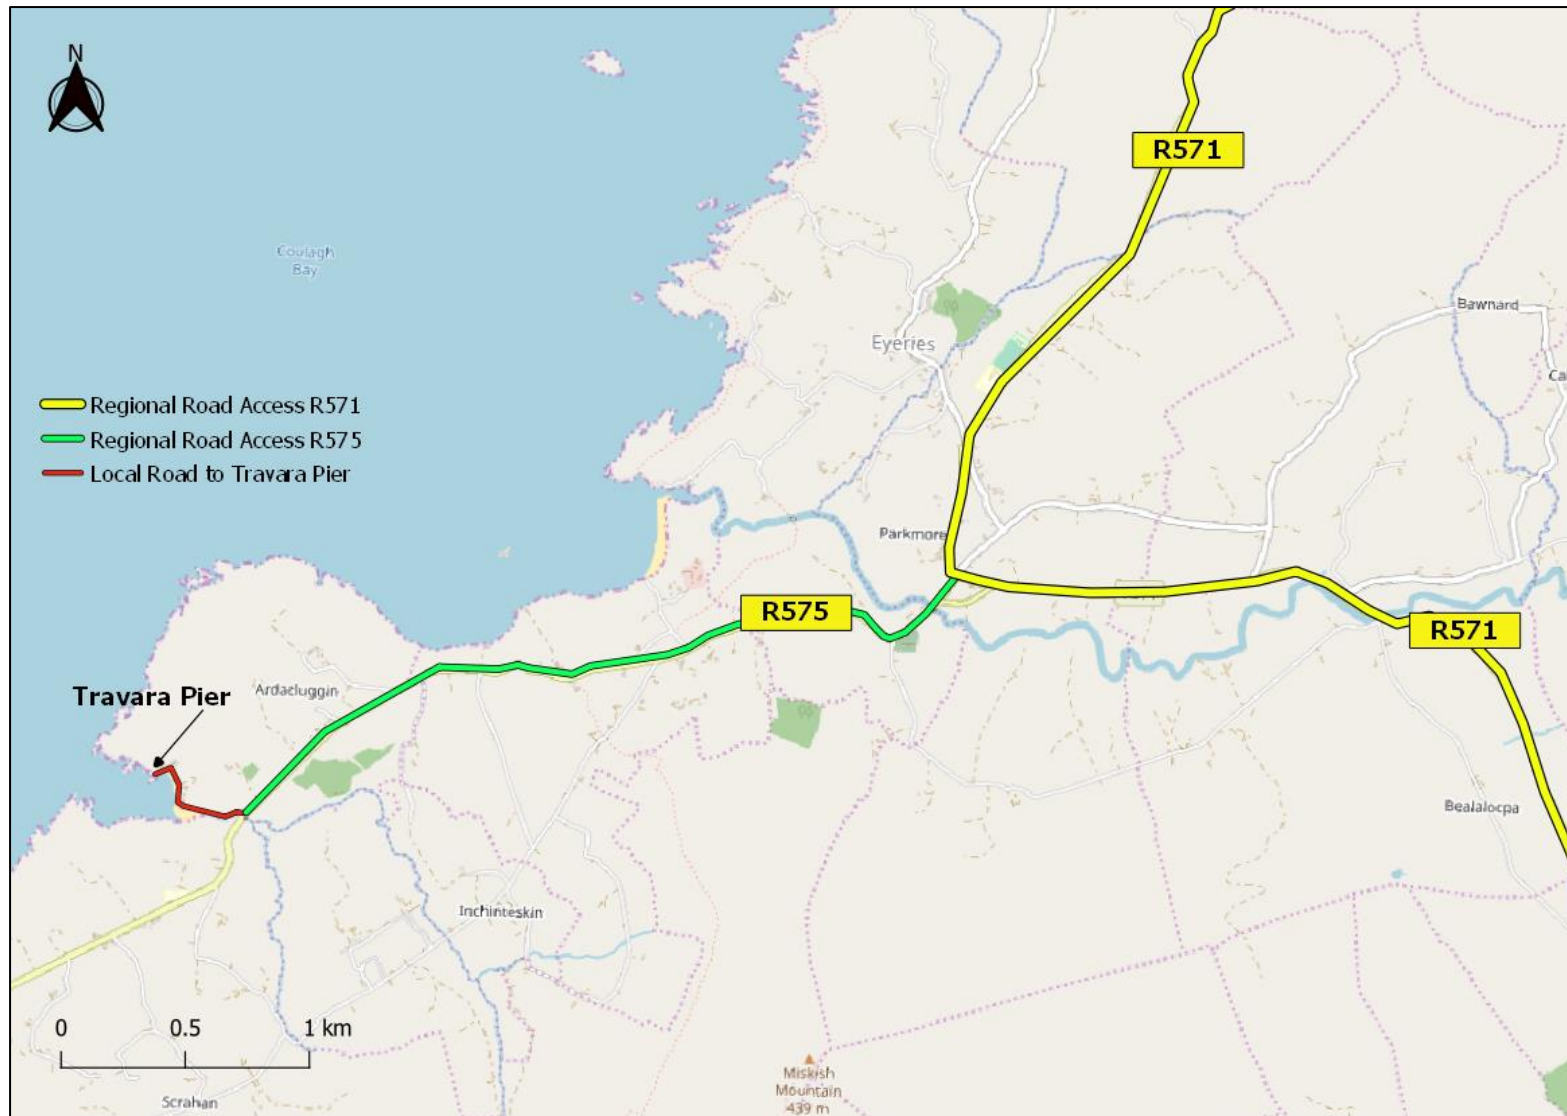 N
R571
Coulagh
Bay
Bawnard
Eyeries
Ca
Regional Road Access R571
Regional Road Access R575
Local Road to Travara Pier
Parkmore
R575
R571
Ardacluggin
Travara Pier
Bealalocpa
Inchinteskin
0 0.5 1 km
Miskish
Mountain
439 m
Scrahan